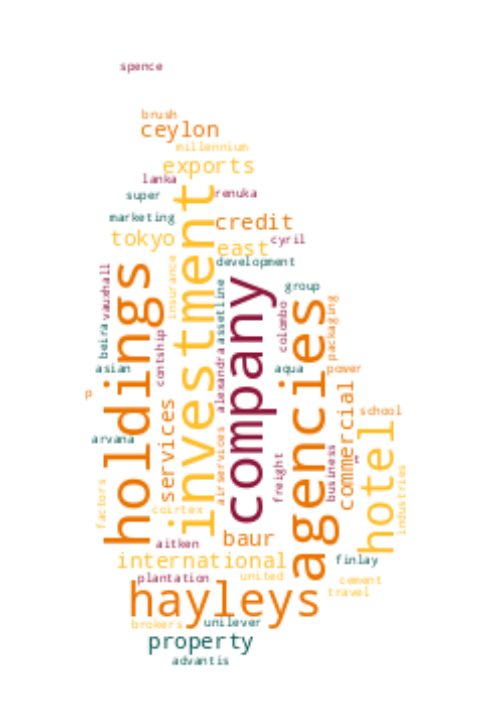 spence
brush
ceylon
millennium
exports
lanka
super
renuka
investment
marketing
credit
tokyo
east
cyril
development
holdings
vauxhall
insurance
assetline
company
group
agencies
colombo
packaging
beira
contship
alexandra
asian
aqua
power
p
services
commercial
school
hotel
arvana
airservices
freight
business
industries
factors
coirtex
baur
aitken
international
finlay
plantation
united
cement
travel
hayleys
brokers
unilever
property
advantis